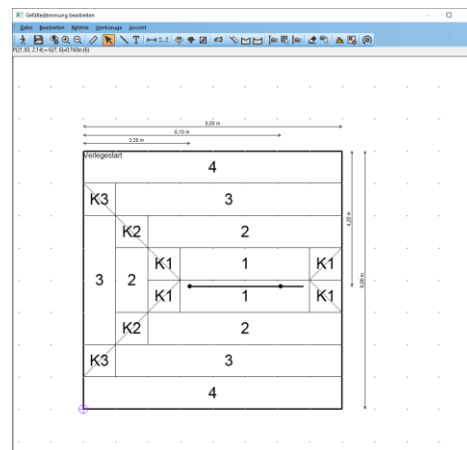 Gefälledämmung bearbeiten
Datei Bearbeiten Befehle Werkzeuge Ansicht
8,00 m
6,10 m
3,30 m
Verlegestart
4
K3 3
K2 2
K1 1 K1
3 2
4,20 m
8,00 m
K1 1 K1
K2 2
K3 3
4